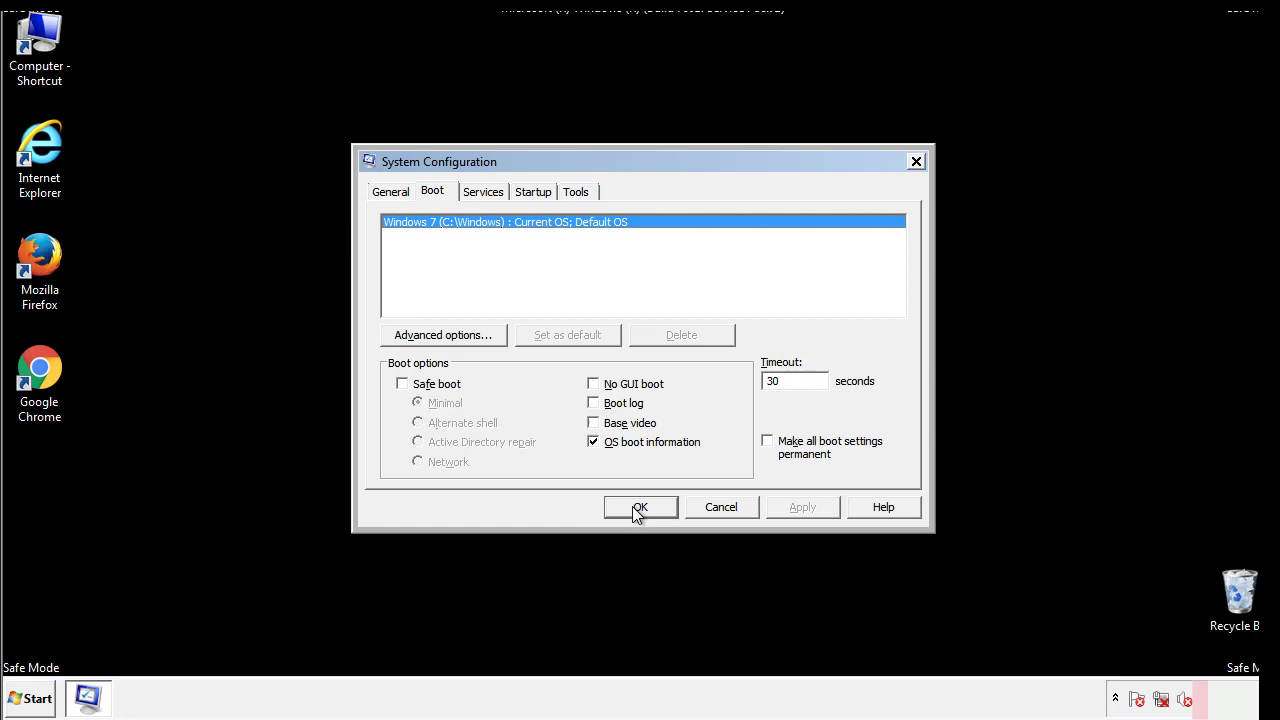 Computer -
Shortcut
Internet
Explorer
Mozilla
Firefox
Google
Chrome
System Configuration
General Boot Services Startup Tools
Windows 7 (C:\Windows) : Current OS; Default OS
Advanced options... Set as default Delete
Boot options
Safe boot
Minimal
Alternate shell
Active Directory repair
Network
No GUI boot
Boot log
Base video
OS boot information
Timeout:
30 seconds
Make all boot settings
permanent
OK Cancel Apply Help
Recycle B
Safe Mode
Safe M
Start